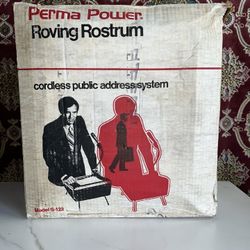 Perma Power.
Roving Rostrum
cordless public address system
Model S-122